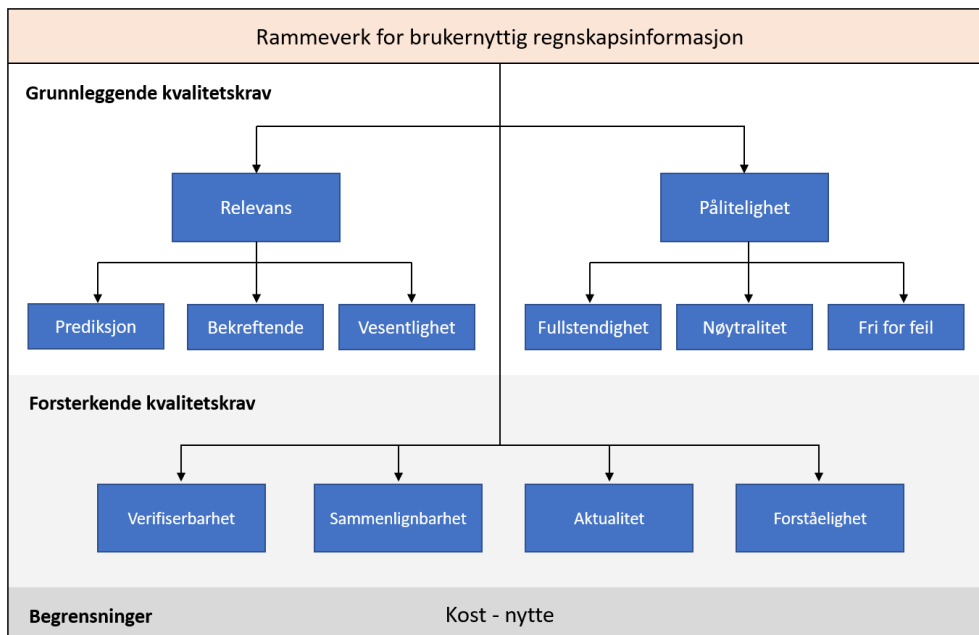 Rammeverk for brukernyttig regnskapsinformasjon
Grunnleggende kvalitetskrav
Relevans
Pålitelighet
Prediksjon
Bekreftende
Vesentlighet
Fullstendighet
Nøytralitet
Fri for feil
Forsterkende kvalitetskrav
Verifiserbarhet
Sammenlignbarhet
Aktualitet
Forståelighet
Begrensninger
Kost - nytte